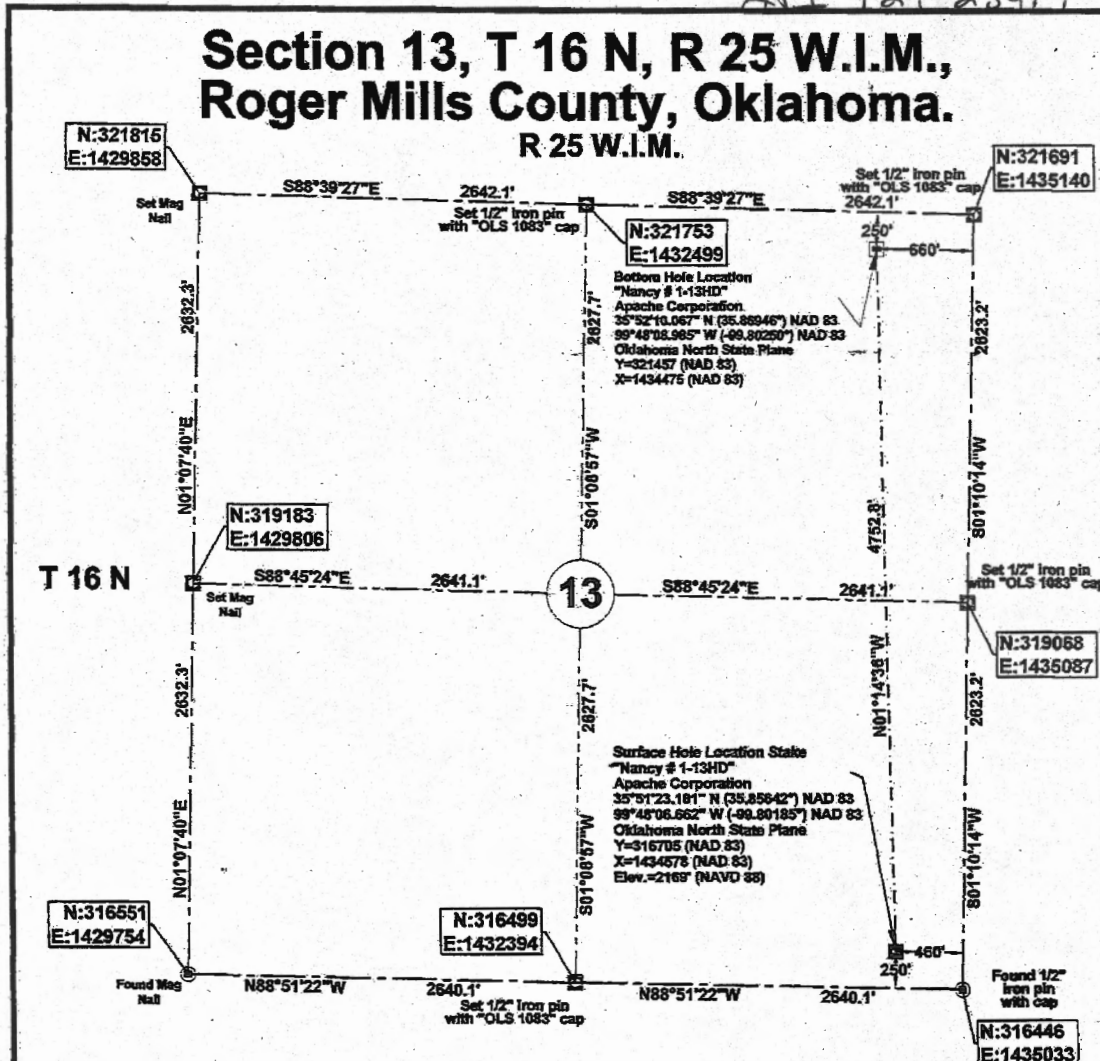 Section 13, T 16 N, R 25 W.I.M.,
Roger Mills County, Oklahoma.
R 25 W.I.M.
N:321815
E:1429858
Set Mag
Nail
S88°39'27"E
2642.1'
Set 1/2" Iron pin
with "OLS 1083" cap
N:321753
E:1432499
S88°39'27"E
2642.1'
Set 1/2" Iron pin
with "OLS 1083" cap
N:321691
E:1435140
250'
660'
Bottom Hole Location
"Nancy # 1-13HD"
Apache Corporation
35°52'10.067" N (35.86946°) NAD 83
99°48'08.985" W (-99.80250°) NAD 83
Oklahoma North State Plane
Y=321457 (NAD 83)
X=1434475 (NAD 83)
2632.3'
N01°07'40"E
2627.7'
S01°08'57"W
2623.2'
S01°10'14"W
4752.8'
N01°14'36"W
T 16 N
N:319183
E:1429806
Set Mag
Nail
S88°45'24"E
2641.1'
13
S88°45'24"E
2641.1'
Set 1/2" Iron pin
with "OLS 1083" cap
N:319068
E:1435087
2632.3'
N01°07'40"E
2627.7'
S01°08'57"W
2623.2'
S01°10'14"W
Surface Hole Location Stake
"Nancy # 1-13HD"
Apache Corporation
35°51'23.181" N (35.85642°) NAD 83
99°48'06.662" W (-99.80185°) NAD 83
Oklahoma North State Plane
Y=316705 (NAD 83)
X=1434578 (NAD 83)
Elev.=2169' (NAVD 88)
460'
250'
N:316551
E:1429754
Found Mag
Nail
N88°51'22"W
2640.1'
N:316499
E:1432394
Set 1/2" Iron pin
with "OLS 1083" cap
N88°51'22"W
2640.1'
Found 1/2"
Iron pin
with cap
N:316446
E:1435033